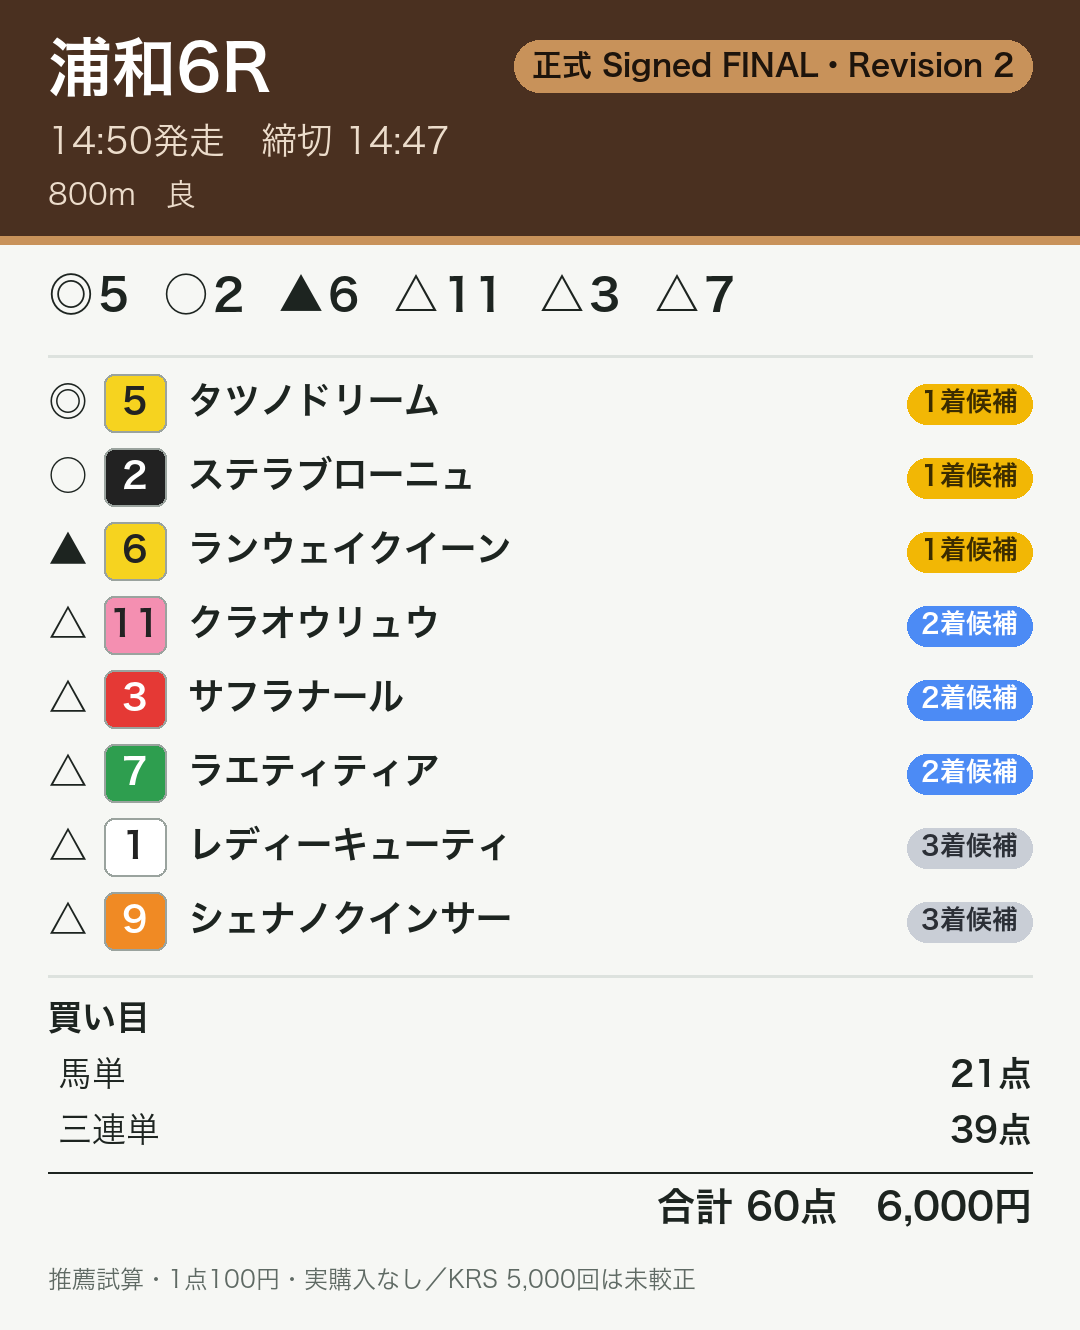 浦和6R
正式 Signed FINAL・Revision 2
14:50発走　締切 14:47
800m　良
◎5 ○2 ▲6 △11 △3 △7
◎ 5 タツノドリーム 1着候補
○ 2 ステラブローニュ 1着候補
▲ 6 ランウェイクイーン 1着候補
△ 11 クラオウリュウ 2着候補
△ 3 サフラナール 2着候補
△ 7 ラエティティア 2着候補
△ 1 レディーキューティ 3着候補
△ 9 シェナノクインサー 3着候補
買い目
馬単 21点
三連単 39点
合計 60点　6,000円
推薦試算・1点100円・実購入なし／KRS 5,000回は未較正